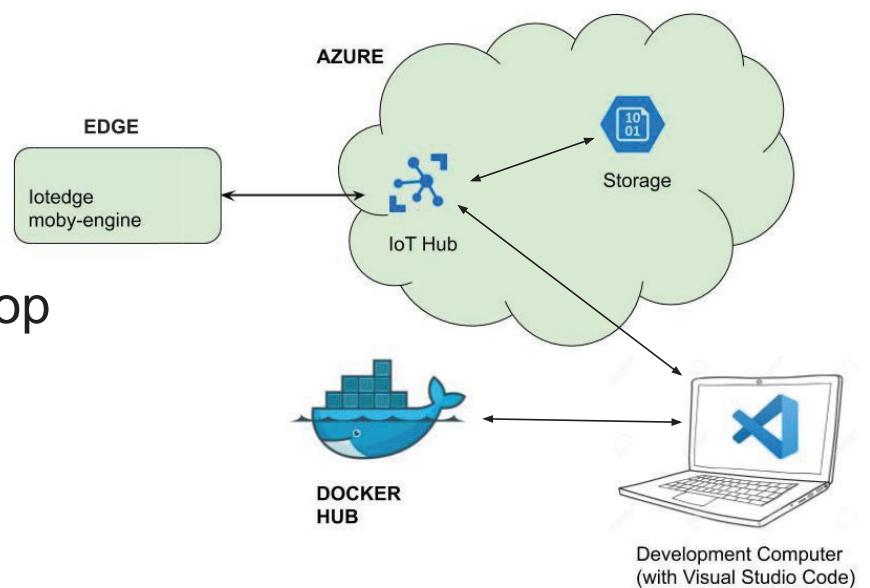 AZURE
EDGE
Iotedge
moby-engine
10
01
Storage
IoT Hub
op
DOCKER
HUB
Development Computer
(with Visual Studio Code)